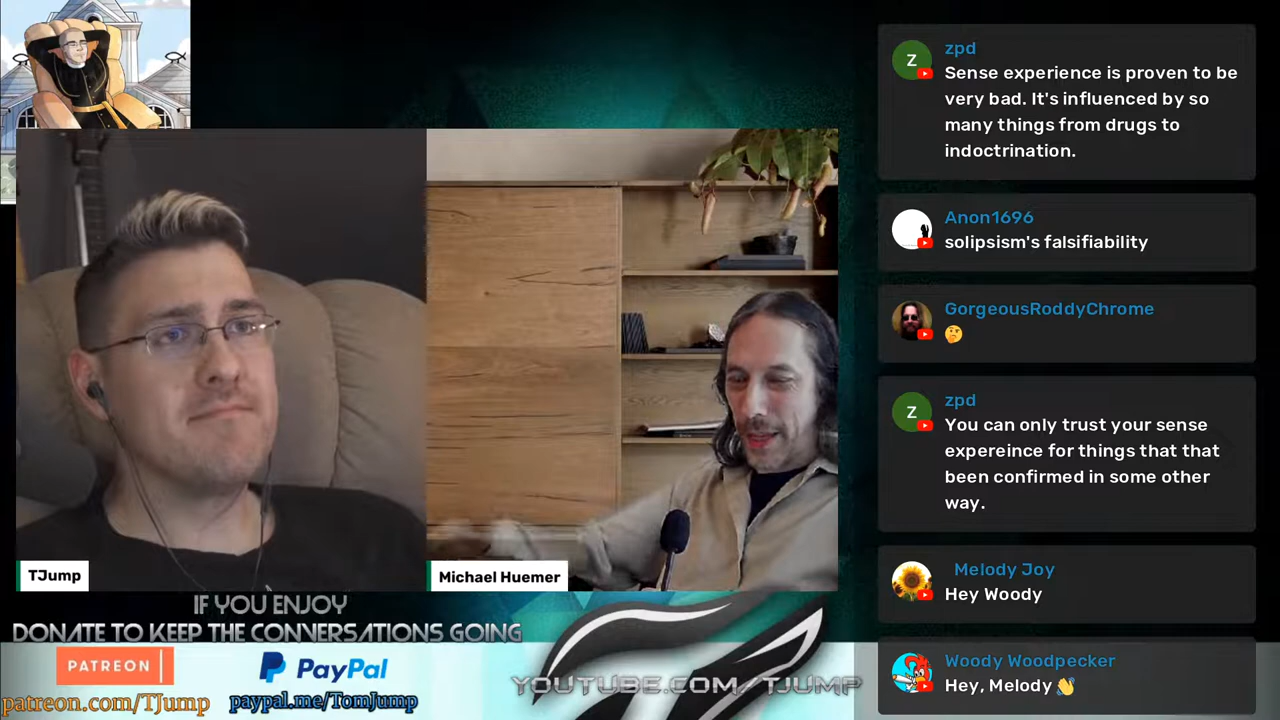 zpd
Sense experience is proven to be
very bad. It's influenced by so
many things from drugs to
indoctrination.
Anon1696
solipsism's falsifiability
GorgeousRoddyChrome
🤔
zpd
You can only trust your sense
expereince for things that that
been confirmed in some other
way.
Melody Joy
Hey Woody
Woody Woodpecker
Hey, Melody 👋
Z
Z
TJump
Michael Huemer
IF YOU ENJOY
DONATE TO KEEP THE CONVERSATIONS GOING
PATREON
PayPal
patreon.com/TJump
paypal.me/TomJump
YOUTUBE.COM/TJUMP